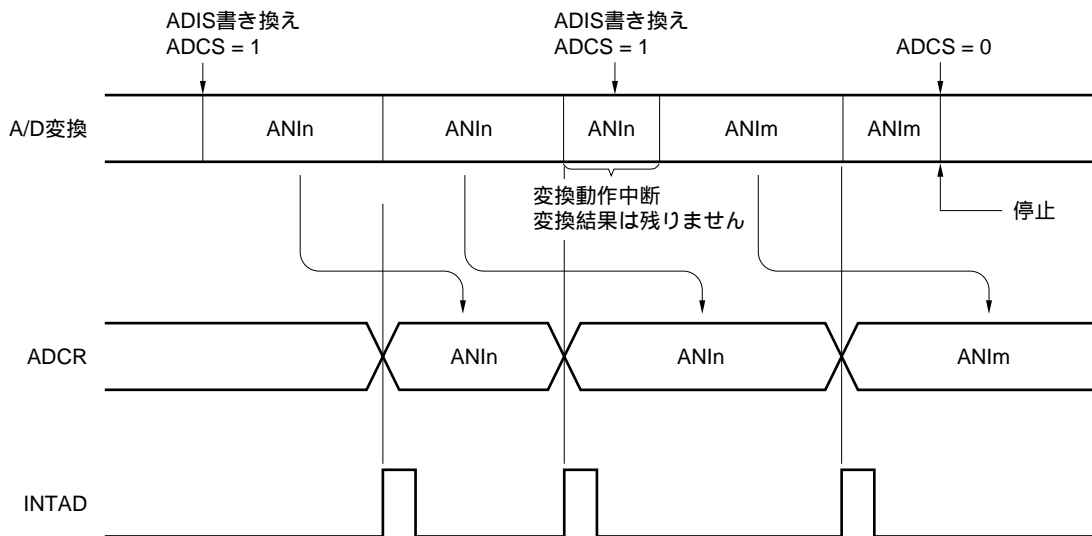 ADIS書き換え
ADCS = 1
ADIS書き換え
ADCS = 1
ADCS = 0
A/D変換
ANIn
ANIn
ANIn
ANIm
ANIm
変換動作中断
変換結果は残りません
停止
ADCR
ANIn
ANIn
ANIm
INTAD